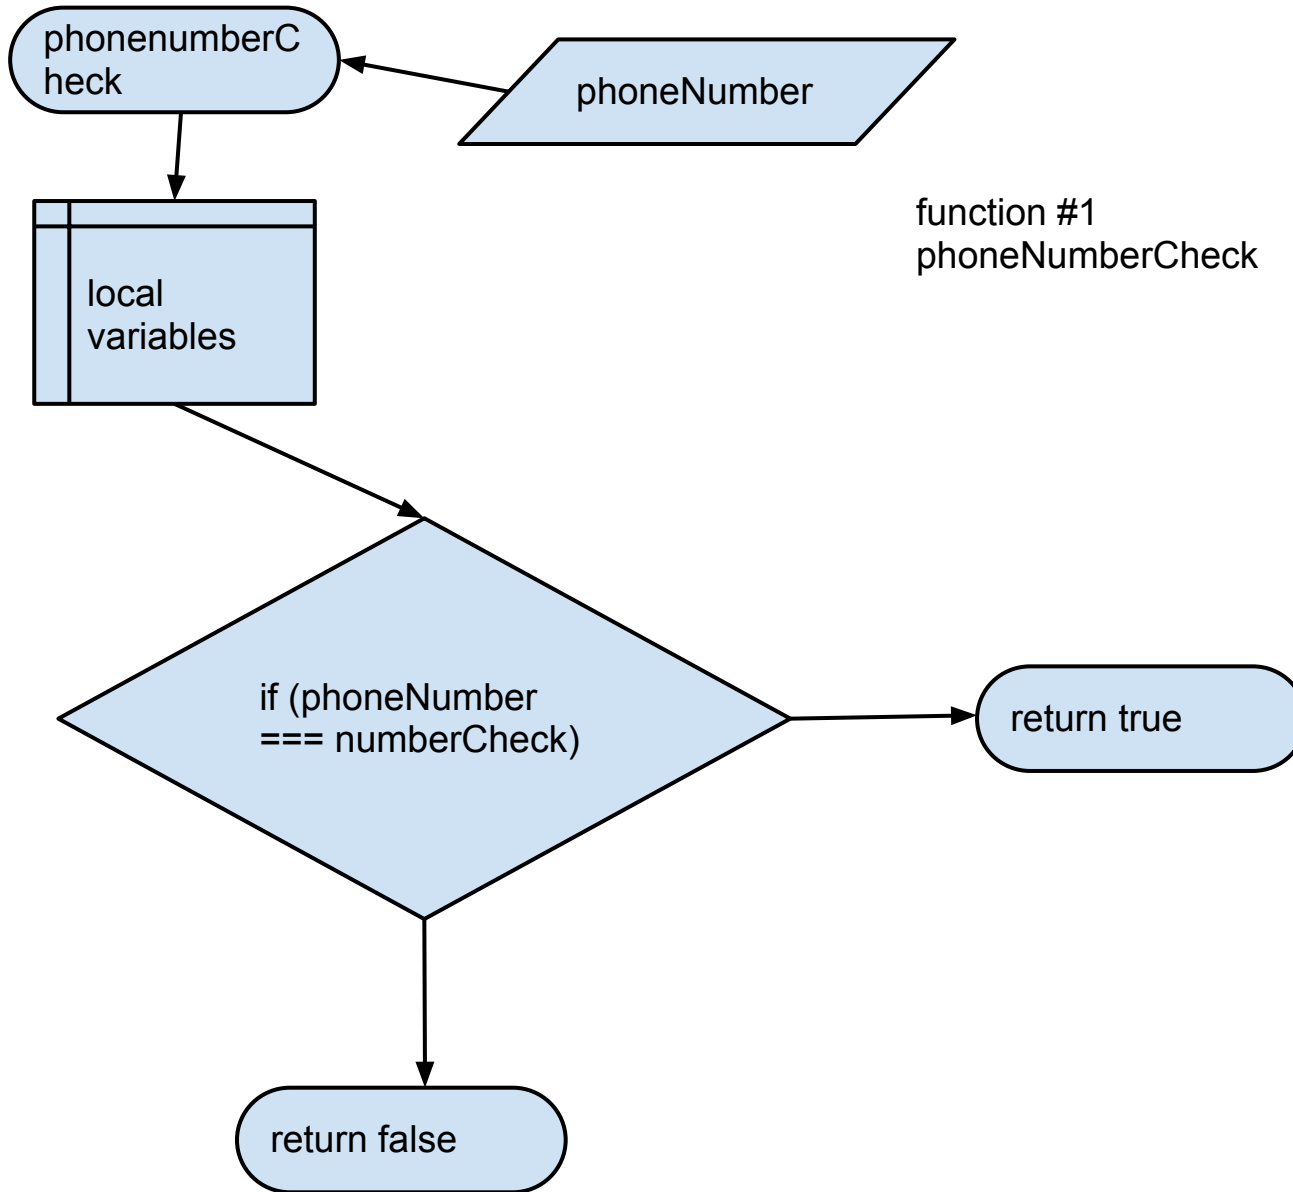 phonenumberC
heck
phoneNumber
function #1
phoneNumberCheck
local
variables
if (phoneNumber
=== numberCheck)
return true
return false